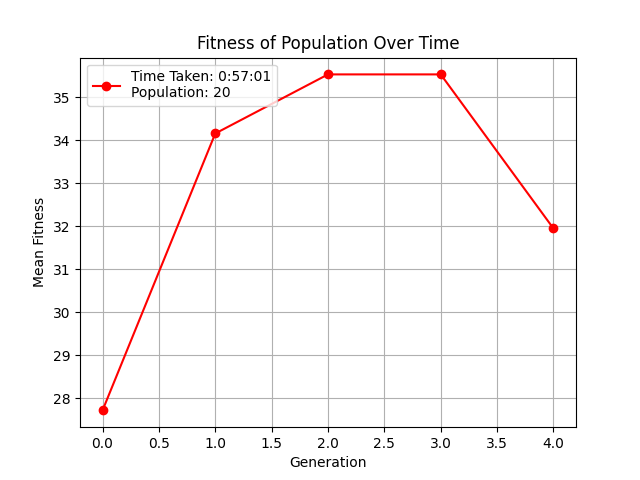 Fitness of Population Over Time
Time Taken: 0:57:01
Population: 20
Mean Fitness
35
34
33
32
31
30
29
28
0.0 0.5 1.0 1.5 2.0 2.5 3.0 3.5 4.0
Generation